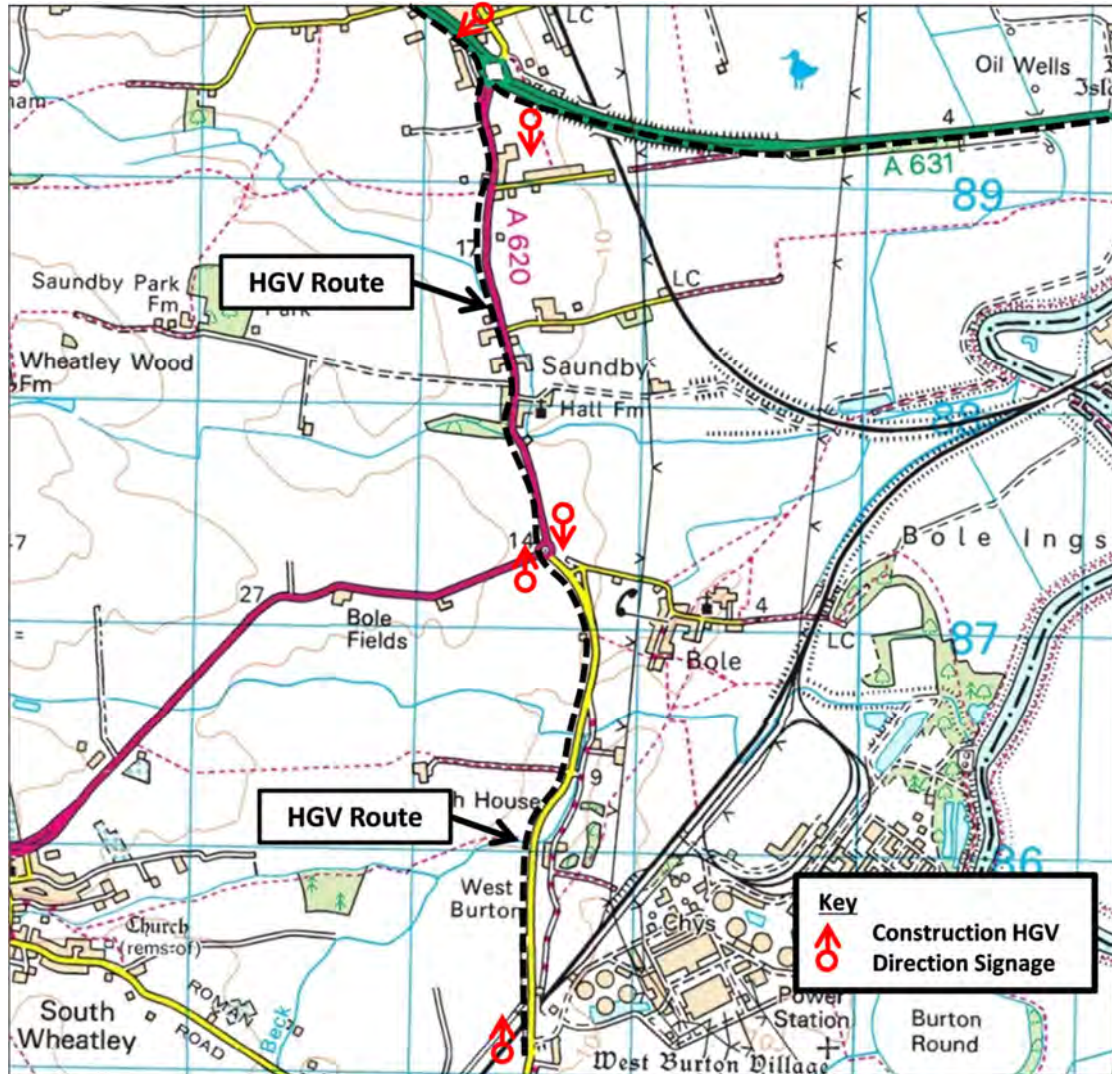 LC
Oil Wells
4
A 631
89
A 620
17
HGV Route
LC
Saundby Park
Fm
Wheatley Wood
Fm
Saundby
Hall Fm
88
14
27
Bole Ings
Bole
Fields
4
LC
87
Bole
9
House
HGV Route
86
West
Burton
Key
Construction HGV
Direction Signage
Church
(rems of)
Chys
South
Wheatley
ROMAN
ROAD
Beck
Power
Station
Burton
Round
West Burton Village